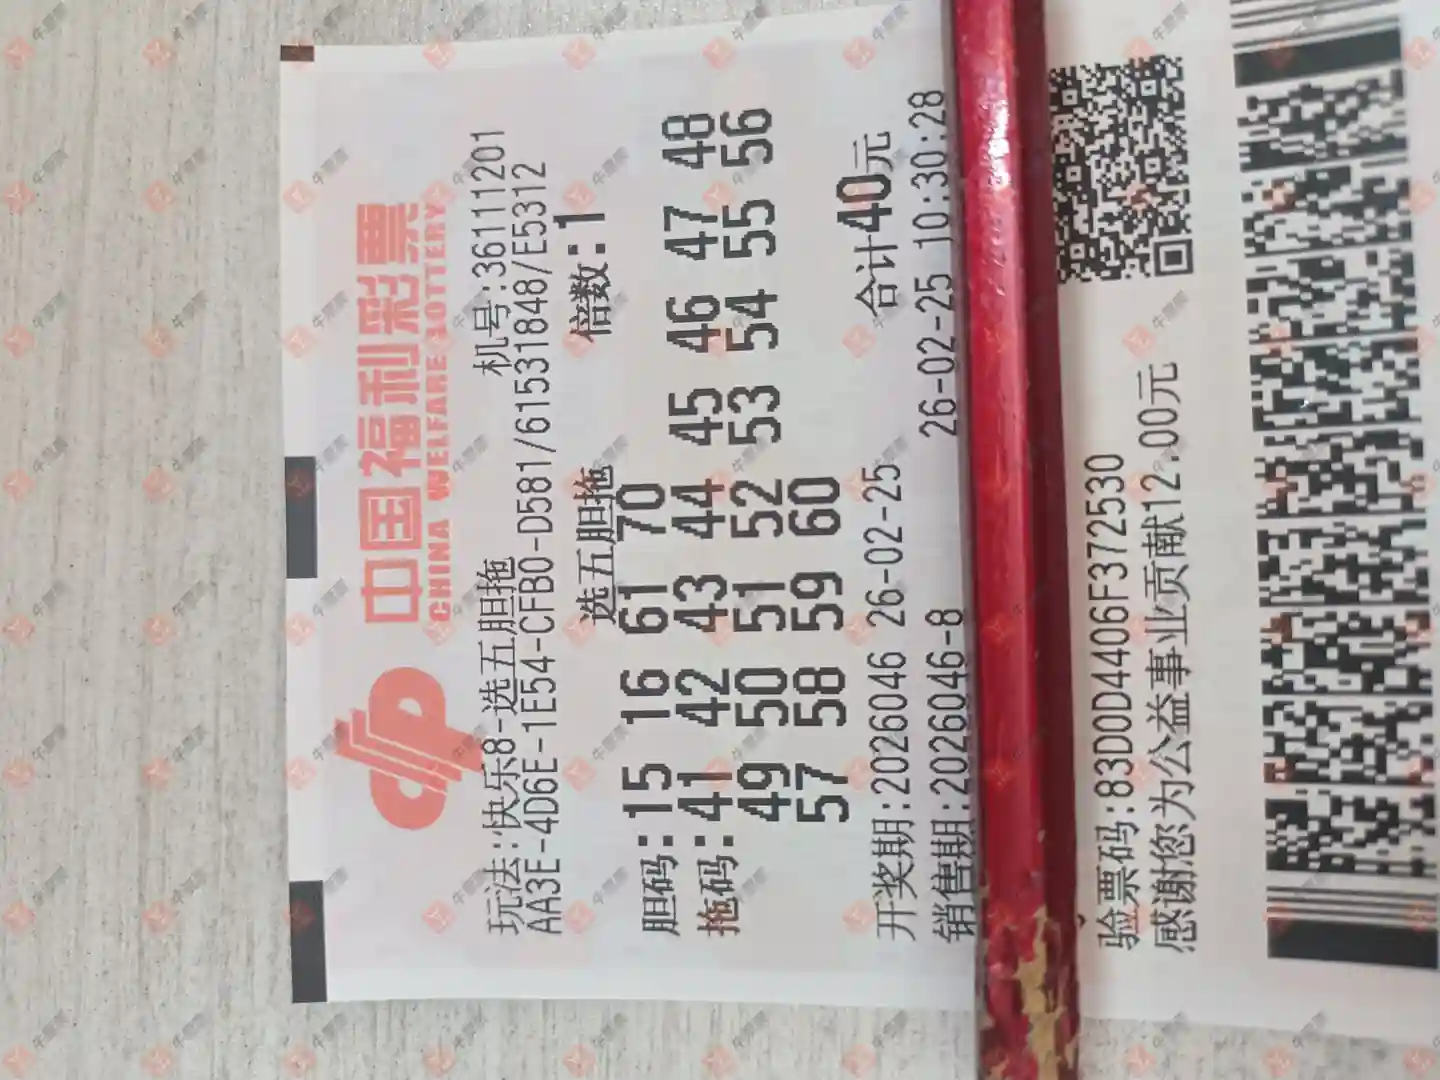 中国福利彩票
CHINA WELFARE LOTTERY
玩法:快乐8-选五胆拖 机号:36111201
AA3E-4D6E-1E54-CFB0-D581/61531848/E5312
选五胆拖 倍数:1
胆码:15 16 61 70
拖码:41 42 43 44 45 46 47 48
49 50 51 52 53 54 55 56
57 58 59 60
合计40元
开奖期:2026046 26-02-25
销售期:2026046-8 26-02-25 10:30:28
验票码:83D0D4406F372530
感谢您为公益事业贡献12.00元